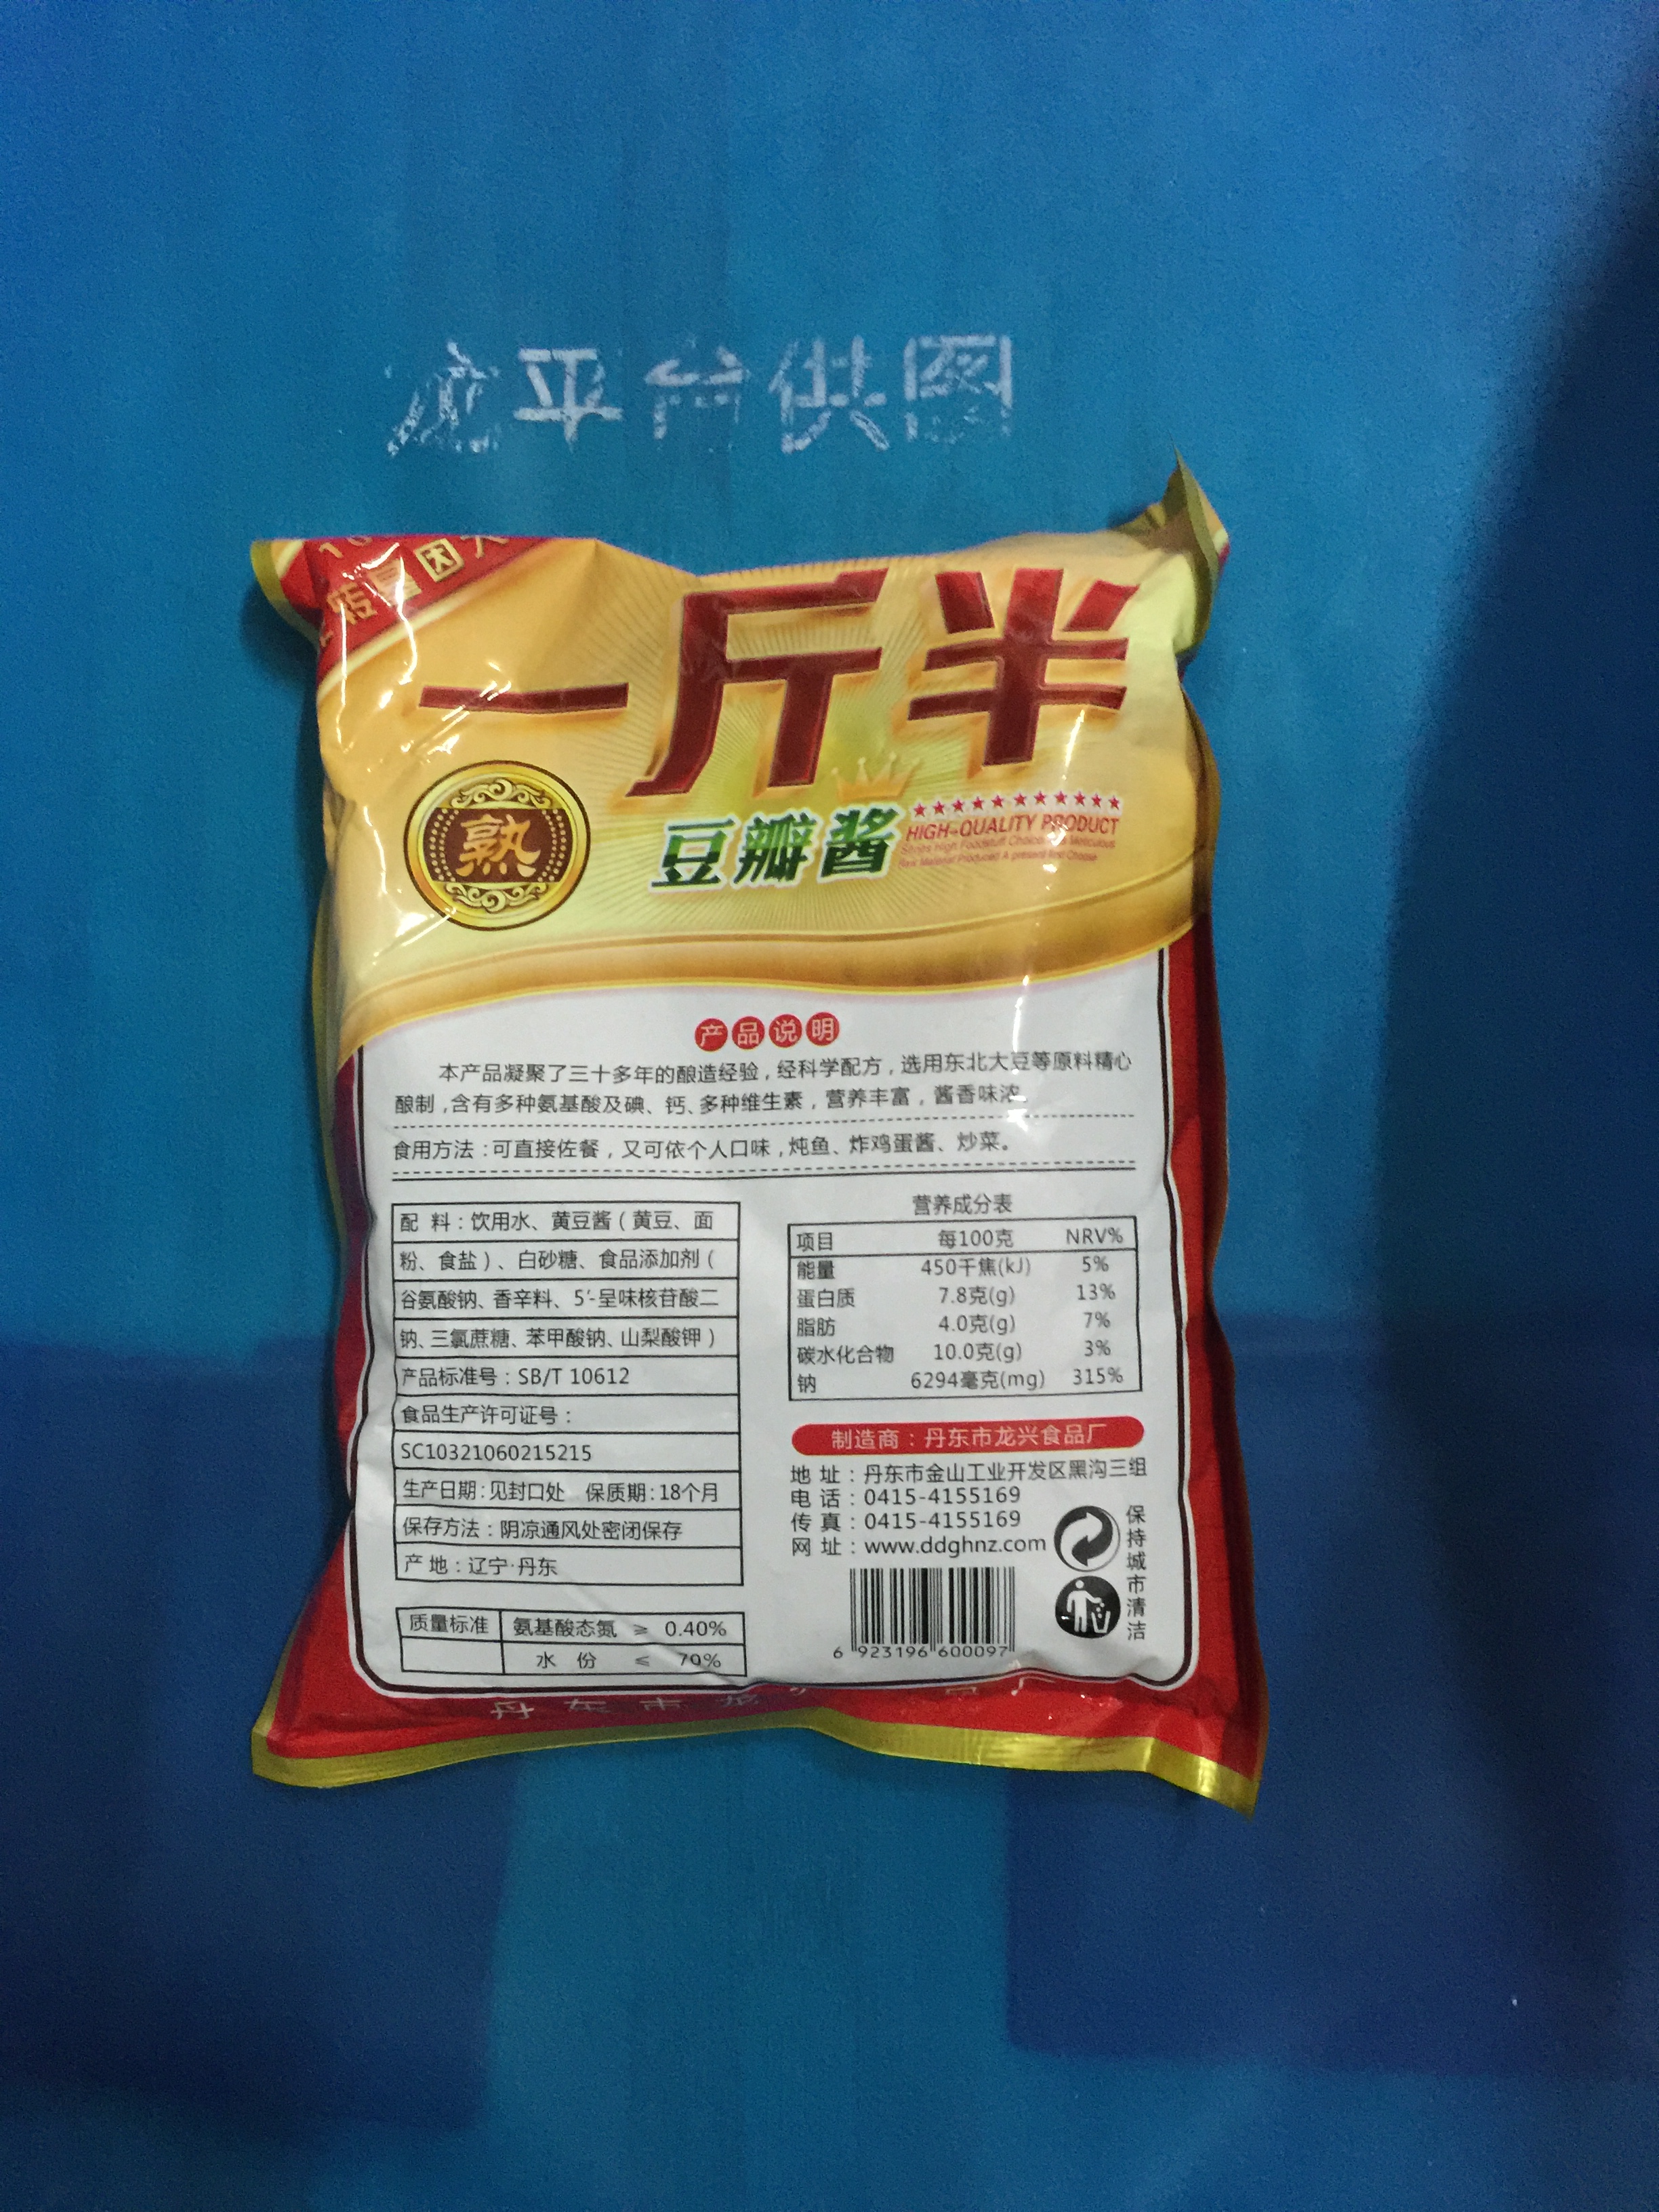 平台供图
质量因
一斤半
熟
豆瓣酱
HIGH-QUALITY PRODUCT
产品说明
本产品凝聚了三十多年的酿造经验，经科学配方，选用东北大豆等原料精心
酿制，含有多种氨基酸及碘、钙、多种维生素，营养丰富，酱香味浓。
食用方法：可直接佐餐，又可依个人口味，炖鱼、炸鸡蛋酱、炒菜。
配 料：饮用水、黄豆酱（黄豆、面
粉、食盐）、白砂糖、食品添加剂（
谷氨酸钠、香辛料、5'-呈味核苷酸二
钠、三氯蔗糖、苯甲酸钠、山梨酸钾）
产品标准号：SB/T 10612
食品生产许可证号：
SC10321060215215
生产日期：见封口处 保质期：18个月
保存方法：阴凉通风处密闭保存
产 地：辽宁·丹东
质量标准 氨基酸态氮 ≥ 0.40%
水 份 ≤ 70%
营养成分表
项目 每100克 NRV%
能量 450千焦(kJ) 5%
蛋白质 7.8克(g) 13%
脂肪 4.0克(g) 7%
碳水化合物 10.0克(g) 3%
钠 6294毫克(mg) 315%
制造商：丹东市龙兴食品厂
地 址：丹东市金山工业开发区黑沟三组
电 话：0415-4155169
传 真：0415-4155169
网 址：www.ddghnz.com
保持城市清洁
6 923196 600097
丹东市龙